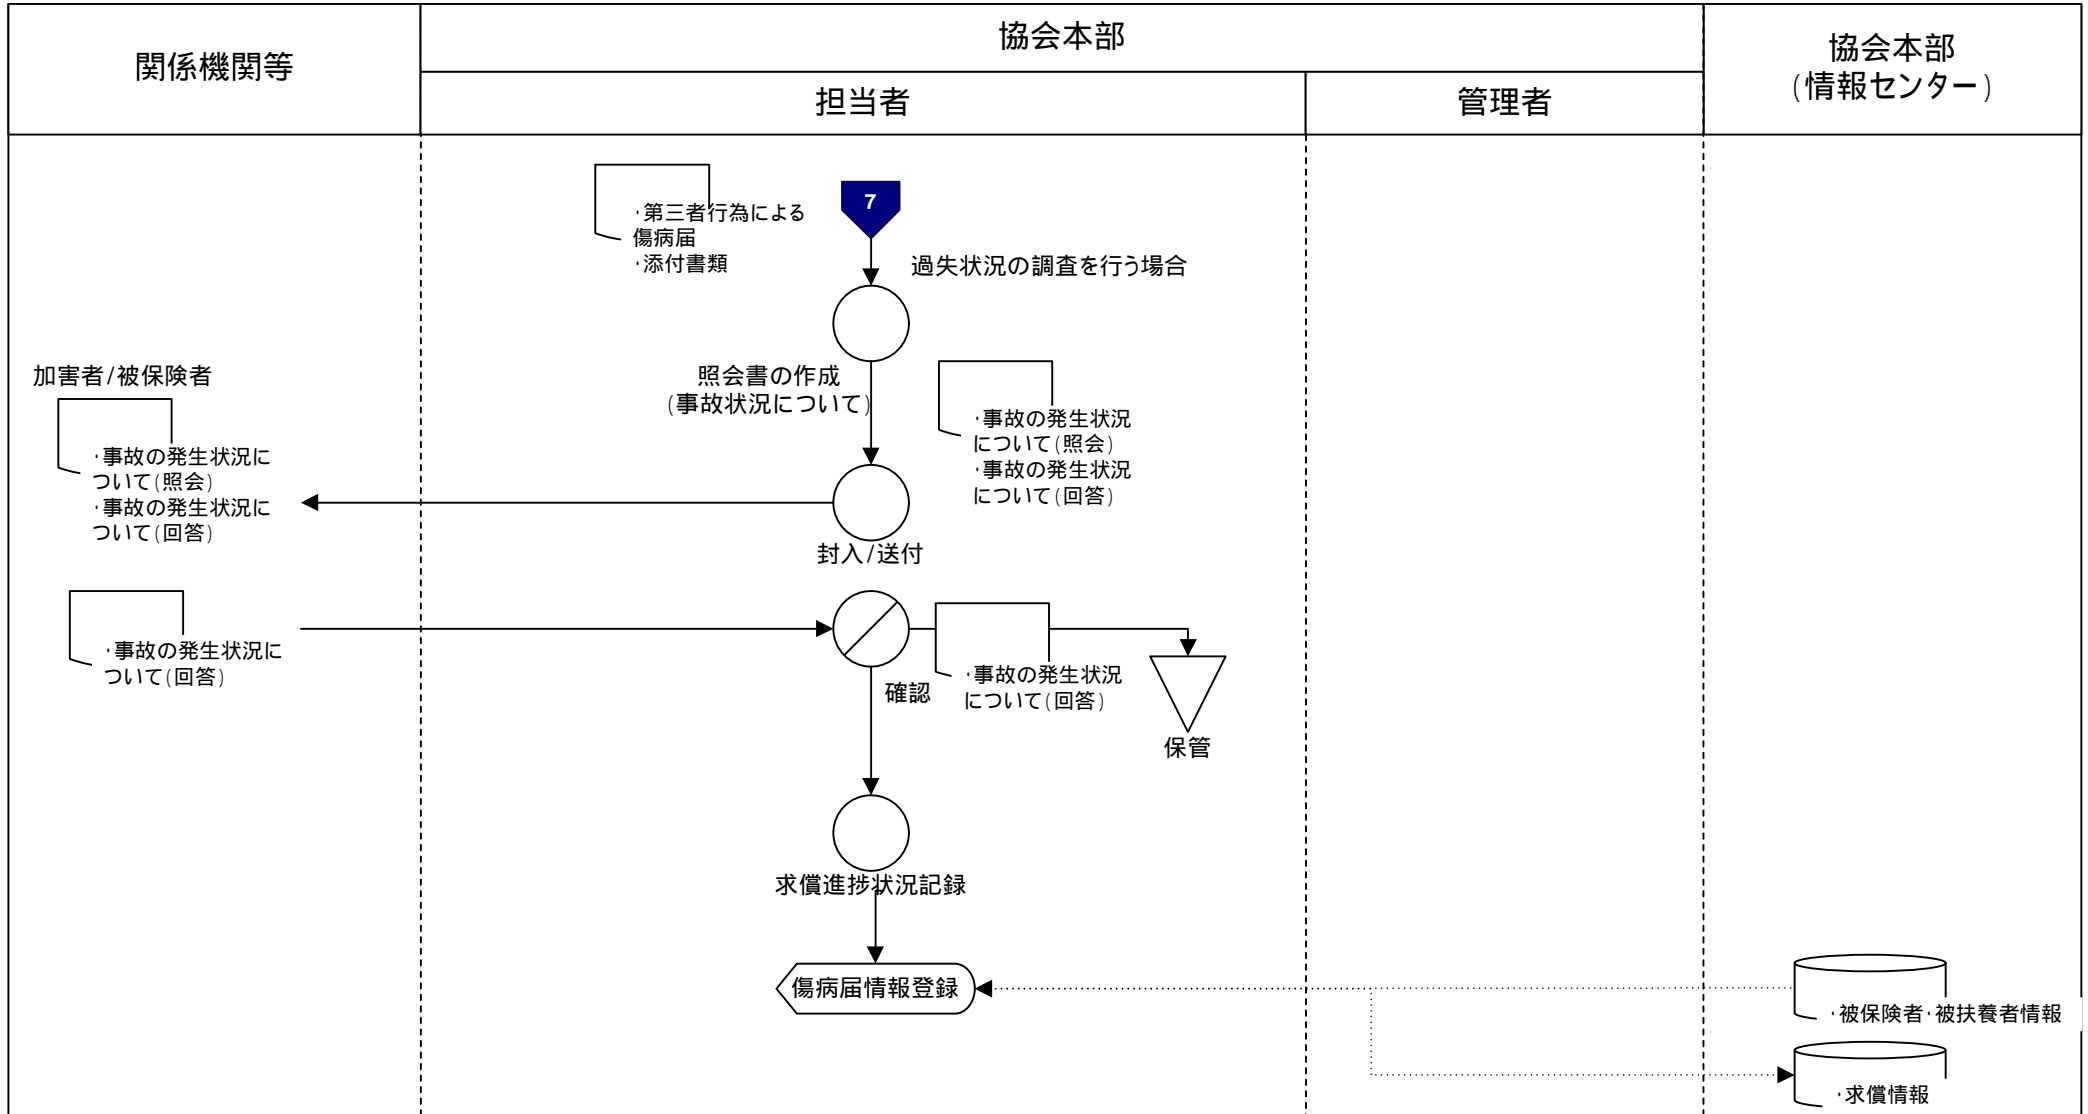 関係機関等
協会本部
担当者
管理者
協会本部
(情報センター)
7
・第三者行為による
傷病届
・添付書類
過失状況の調査を行う場合
加害者/被保険者
・事故の発生状況に
ついて(照会)
・事故の発生状況に
ついて(回答)
照会書の作成
(事故状況について)
・事故の発生状況
について(照会)
・事故の発生状況
について(回答)
封入/送付
・事故の発生状況に
ついて(回答)
確認
・事故の発生状況
について(回答)
保管
求償進捗状況記録
傷病届情報登録
・被保険者・被扶養者情報
・求償情報